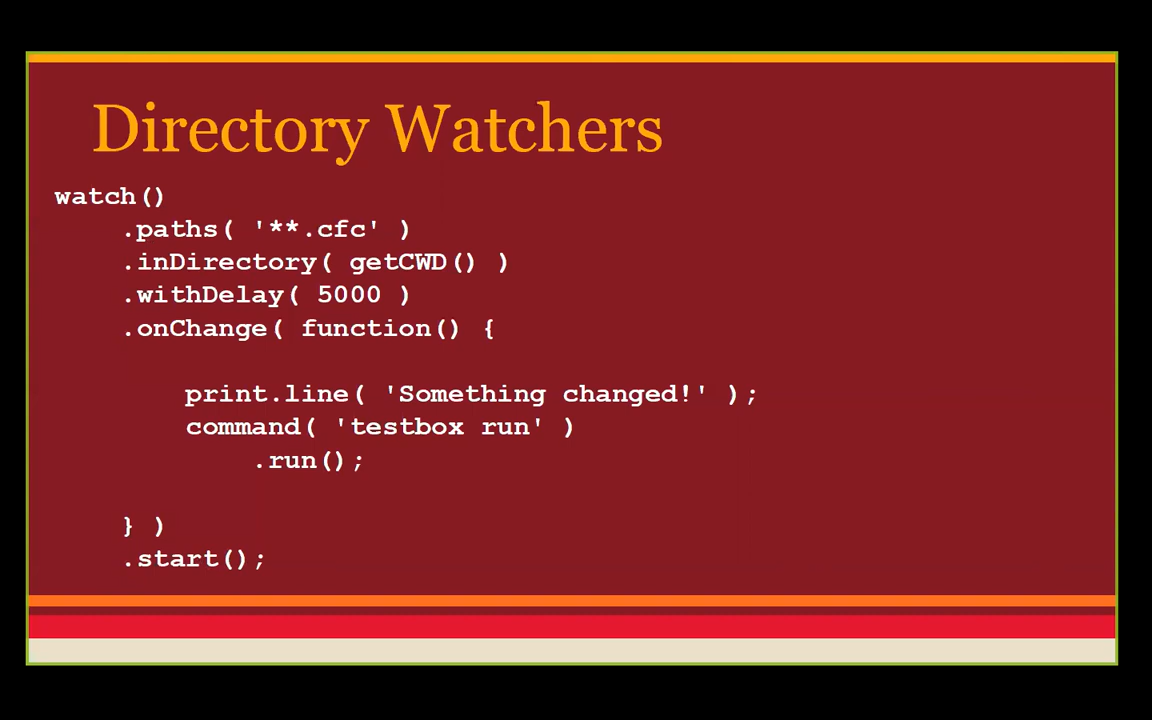 Directory Watchers
watch()
.paths( '**.cfc' )
.inDirectory( getCWD() )
.withDelay( 5000 )
.onChange( function() {
print.line( 'Something changed!' );
command( 'testbox run' )
.run();
} )
.start();